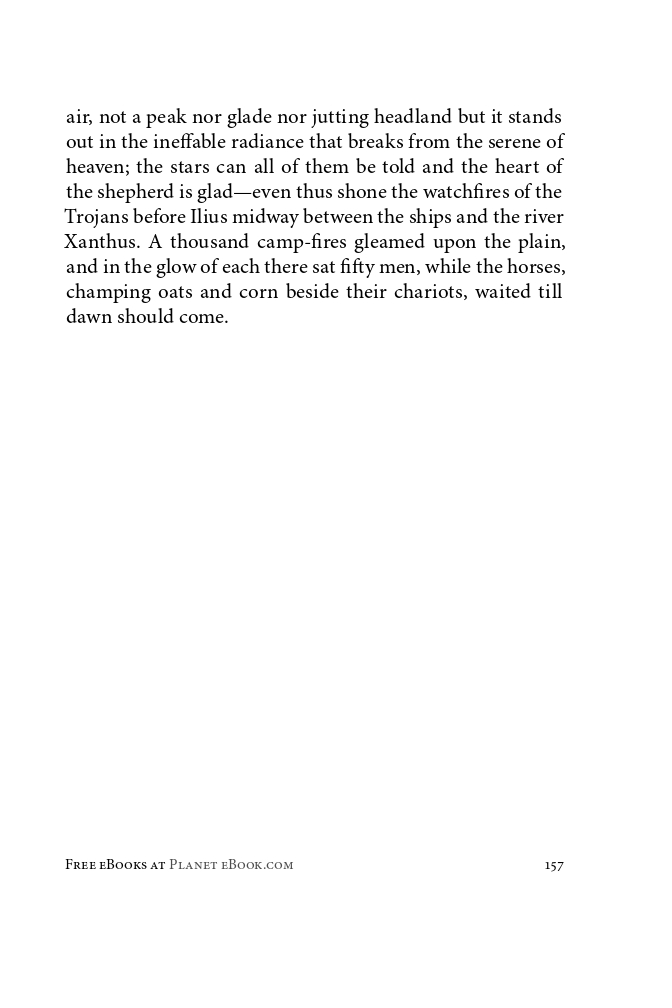 air, not a peak nor glade nor jutting headland but it stands
out in the ineffable radiance that breaks from the serene of
heaven; the stars can all of them be told and the heart of
the shepherd is glad—even thus shone the watchfires of the
Trojans before Ilius midway between the ships and the river
Xanthus. A thousand camp-fires gleamed upon the plain,
and in the glow of each there sat fifty men, while the horses,
champing oats and corn beside their chariots, waited till
dawn should come.
Free eBooks at Planet eBook.com 157